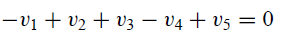 −v₁ + v₂ + v₃ − v₄ + v₅ = 0